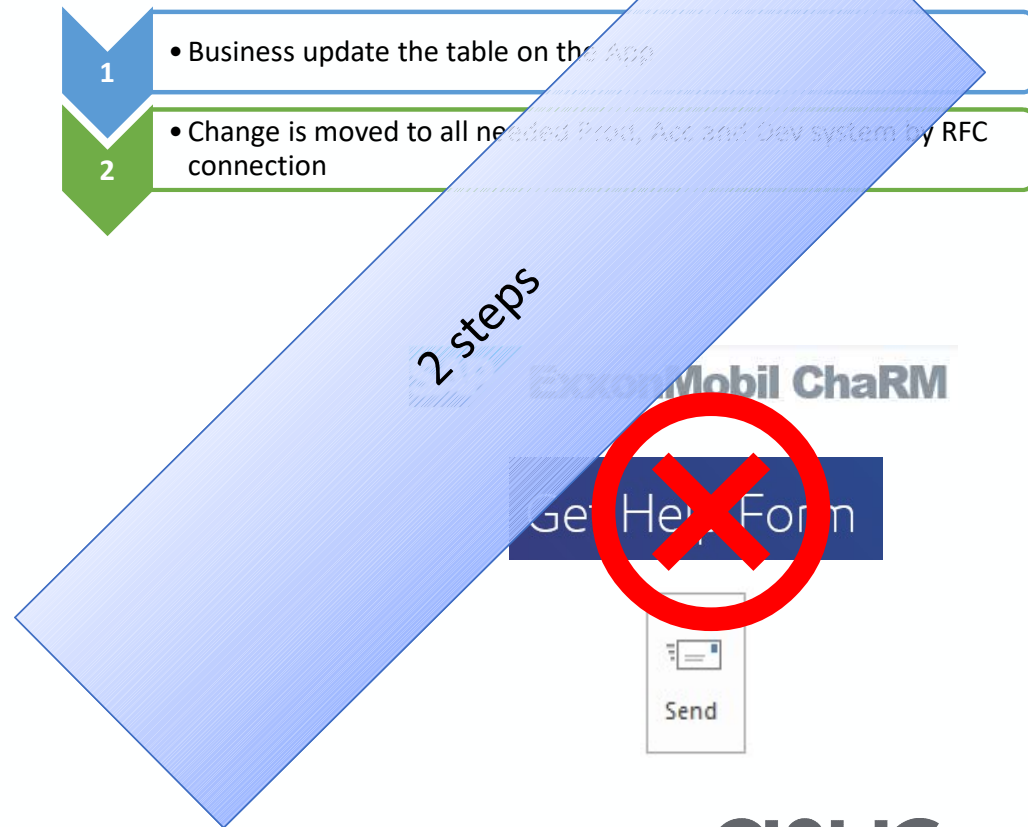 1
• Business update the table on the App
2
• Change is moved to all needed Prod, Acc and Dev system by RFC
connection
2 steps
ExxonMobil ChaRM
Get Help Form
Send